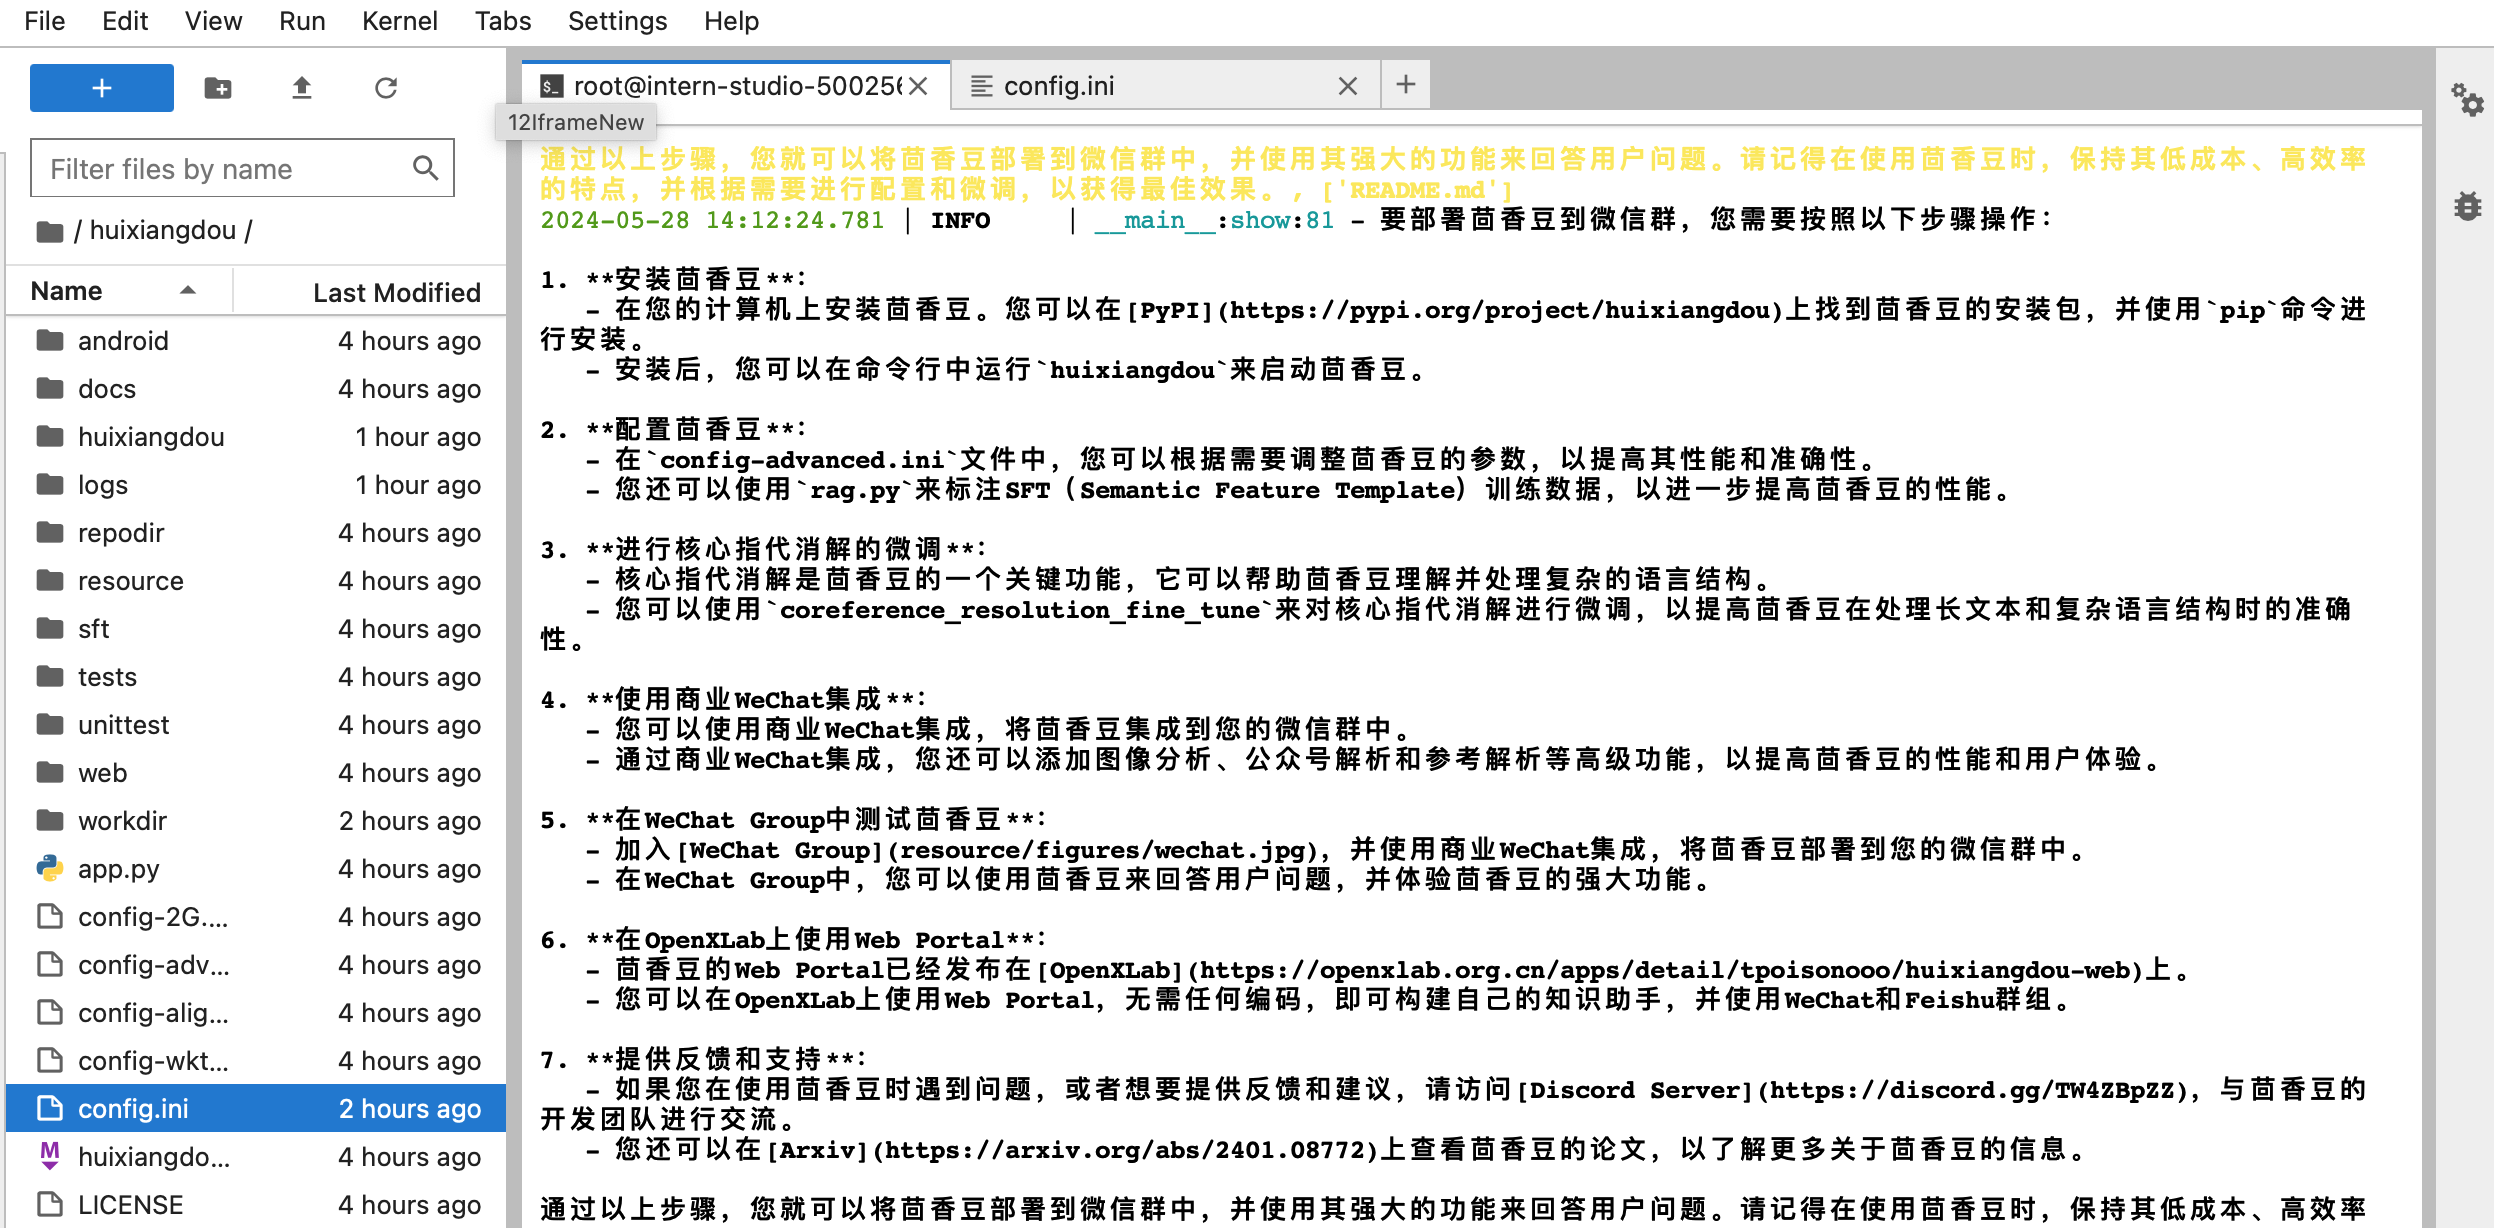 File Edit View Run Kernel Tabs Settings Help
root@intern-studio-500256
config.ini
12IframeNew
Filter files by name
/ huixiangdou /
Name Last Modified
android 4 hours ago
docs 4 hours ago
huixiangdou 1 hour ago
logs 1 hour ago
repodir 4 hours ago
resource 4 hours ago
sft 4 hours ago
tests 4 hours ago
unittest 4 hours ago
web 4 hours ago
workdir 2 hours ago
app.py 4 hours ago
config-2G.... 4 hours ago
config-adv... 4 hours ago
config-alig... 4 hours ago
config-wkt... 4 hours ago
config.ini 2 hours ago
huixiangdo... 4 hours ago
LICENSE 4 hours ago
通过以上步骤，您就可以将茴香豆部署到微信群中，并使用其强大的功能来回答用户问题。请记得在使用茴香豆时，保持其低成本、高效率
的特点，并根据需要进行配置和微调，以获得最佳效果。, ['README.md']
2024-05-28 14:12:24.781 | INFO | __main__:show:81 - 要部署茴香豆到微信群，您需要按照以下步骤操作：
1. **安装茴香豆**：
- 在您的计算机上安装茴香豆。您可以在[PyPI](https://pypi.org/project/huixiangdou)上找到茴香豆的安装包，并使用`pip`命令进
行安装。
- 安装后，您可以在命令行中运行`huixiangdou`来启动茴香豆。
2. **配置茴香豆**：
- 在`config-advanced.ini`文件中，您可以根据需要调整茴香豆的参数，以提高其性能和准确性。
- 您还可以使用`rag.py`来标注SFT（Semantic Feature Template）训练数据，以进一步提高茴香豆的性能。
3. **进行核心指代消解的微调**：
- 核心指代消解是茴香豆的一个关键功能，它可以帮助茴香豆理解并处理复杂的语言结构。
- 您可以使用`coreference_resolution_fine_tune`来对核心指代消解进行微调，以提高茴香豆在处理长文本和复杂语言结构时的准确
性。
4. **使用商业WeChat集成**：
- 您可以使用商业WeChat集成，将茴香豆集成到您的微信群中。
- 通过商业WeChat集成，您还可以添加图像分析、公众号解析和参考解析等高级功能，以提高茴香豆的性能和用户体验。
5. **在WeChat Group中测试茴香豆**：
- 加入[WeChat Group](resource/figures/wechat.jpg)，并使用商业WeChat集成，将茴香豆部署到您的微信群中。
- 在WeChat Group中，您可以使用茴香豆来回答用户问题，并体验茴香豆的强大功能。
6. **在OpenXLab上使用Web Portal**：
- 茴香豆的Web Portal已经发布在[OpenXLab](https://openxlab.org.cn/apps/detail/tpoisonooo/huixiangdou-web)上。
- 您可以在OpenXLab上使用Web Portal，无需任何编码，即可构建自己的知识助手，并使用WeChat和Feishu群组。
7. **提供反馈和支持**：
- 如果您在使用茴香豆时遇到问题，或者想要提供反馈和建议，请访问[Discord Server](https://discord.gg/TW4ZBpZZ)，与茴香豆的
开发团队进行交流。
- 您还可以在[Arxiv](https://arxiv.org/abs/2401.08772)上查看茴香豆的论文，以了解更多关于茴香豆的信息。
通过以上步骤，您就可以将茴香豆部署到微信群中，并使用其强大的功能来回答用户问题。请记得在使用茴香豆时，保持其低成本、高效率